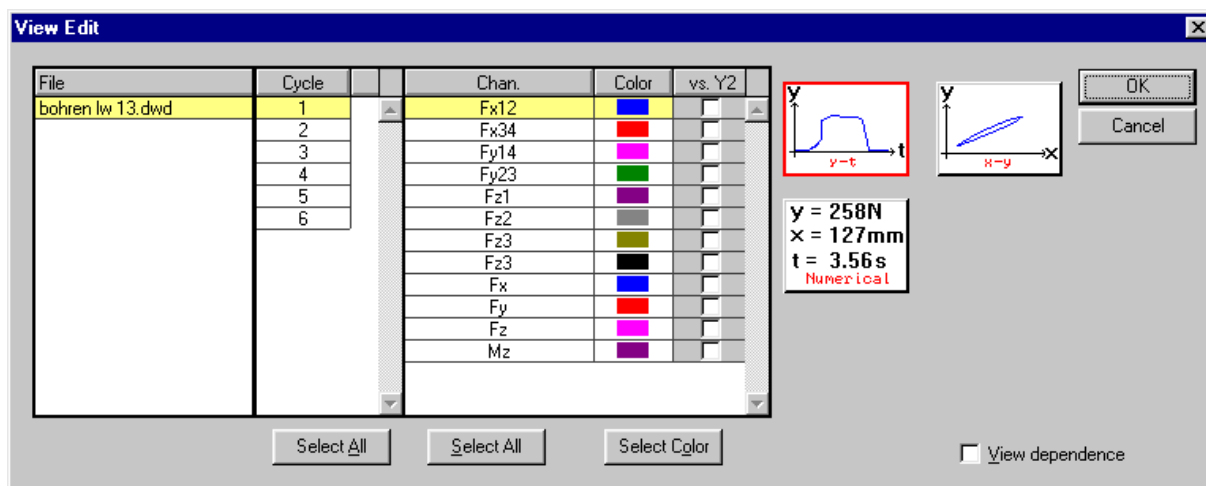 View Edit
File Cycle Chan. Color vs. Y2
bohren lw 13.dwd 1 Fx12
2 Fx34
3 Fy14
4 Fy23
5 Fz1
6 Fz2
Fz3
Fz3
Fx
Fy
Fz
Mz
y
t
y-t
y
x
x-y
OK
Cancel
y = 258N
x = 127mm
t = 3.56s
Numerical
Select All Select All Select Color
View dependence